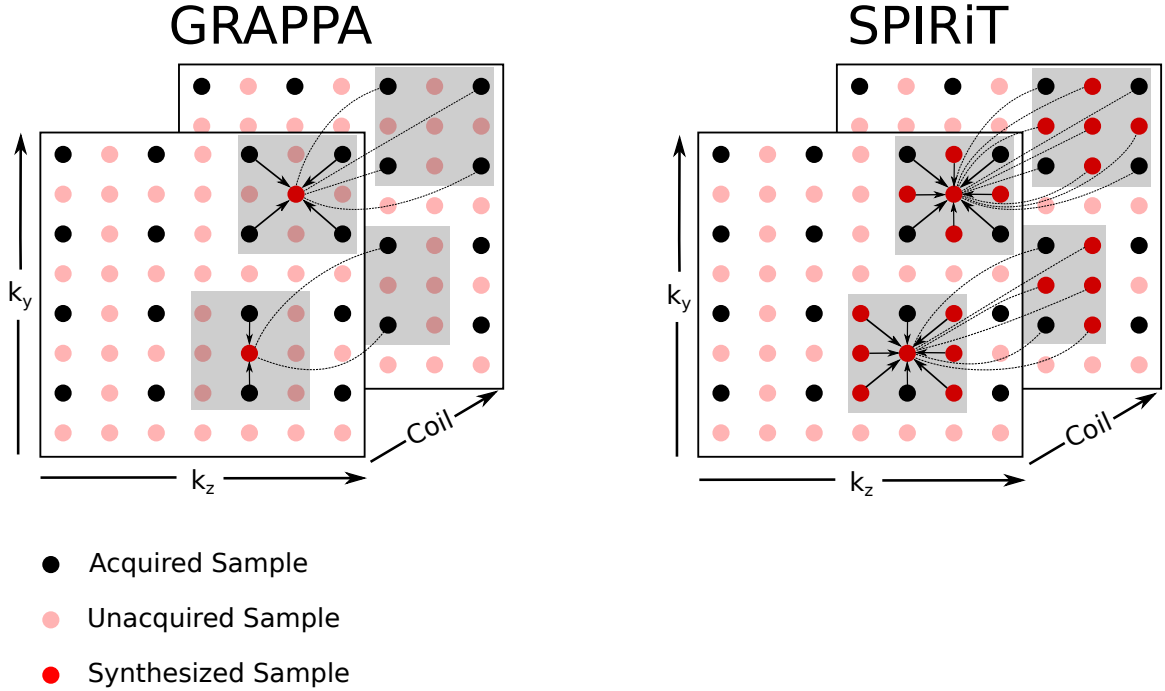 GRAPPA
SPIRiT
ky
kz
Coil
ky
kz
Coil
Acquired Sample
Unacquired Sample
Synthesized Sample